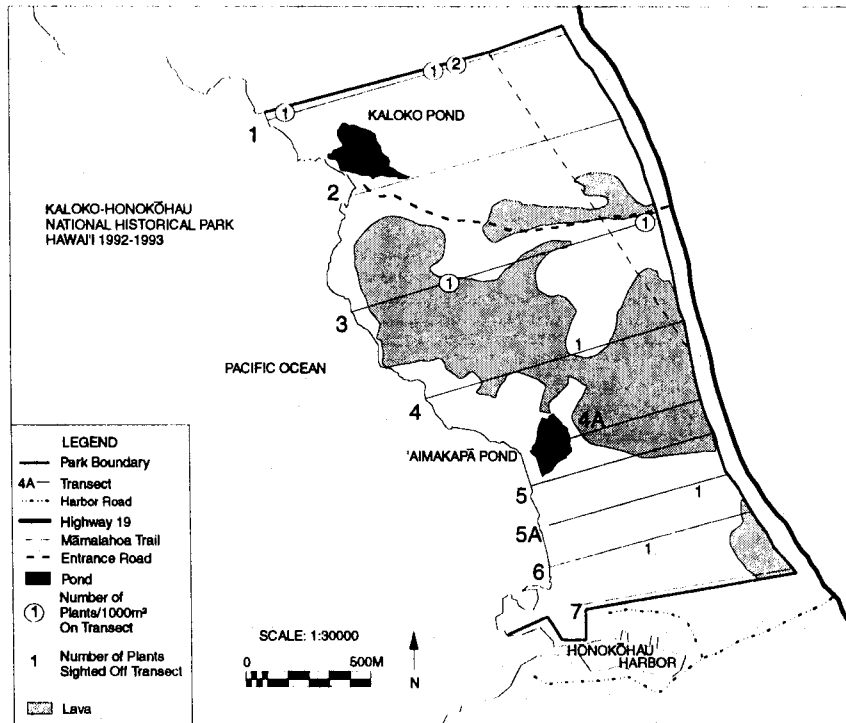 1
1
2
KALOKO POND
1
2
KALOKO-HONOKŌHAU
NATIONAL HISTORICAL PARK
HAWAI'I 1992-1993
1
1
3
PACIFIC OCEAN
1
4
4A
'AIMAKAPĀ POND
5
1
5A
1
6
7
HONOKŌHAU
HARBOR
LEGEND
Park Boundary
4A Transect
Harbor Road
Highway 19
Māmalahoa Trail
Entrance Road
Pond
1 Number of
Plants/1000m²
On Transect
1 Number of Plants
Sighted Off Transect
Lava
SCALE: 1:30000
0 500M
N